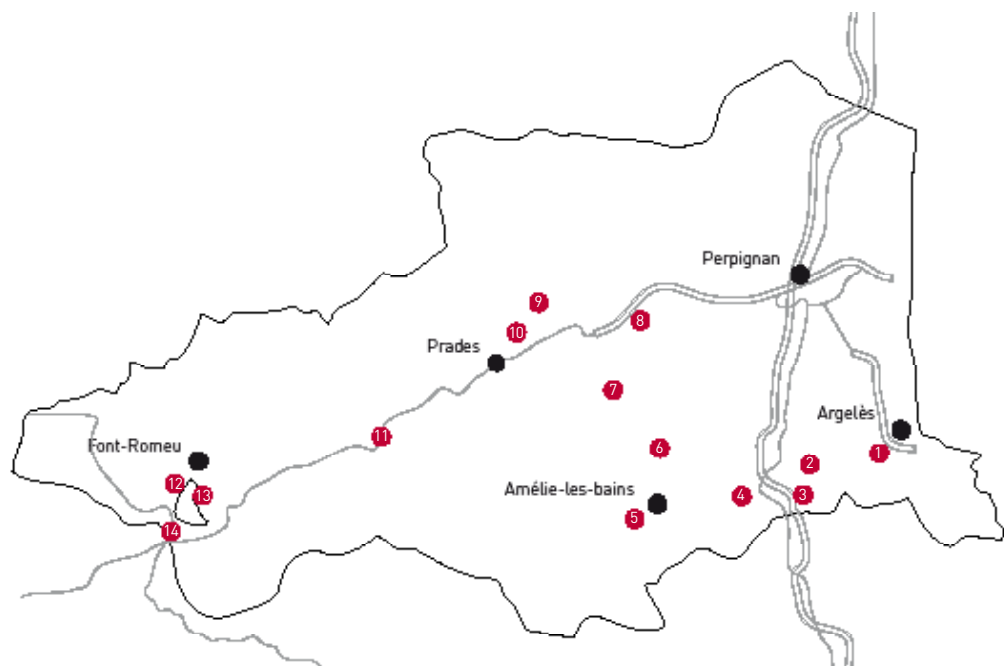 Perpignan
9
8
10
Prades
7
Argelès
11
Font-Romeu
6
1
2
12
13
Amélie-les-bains
4
3
5
14